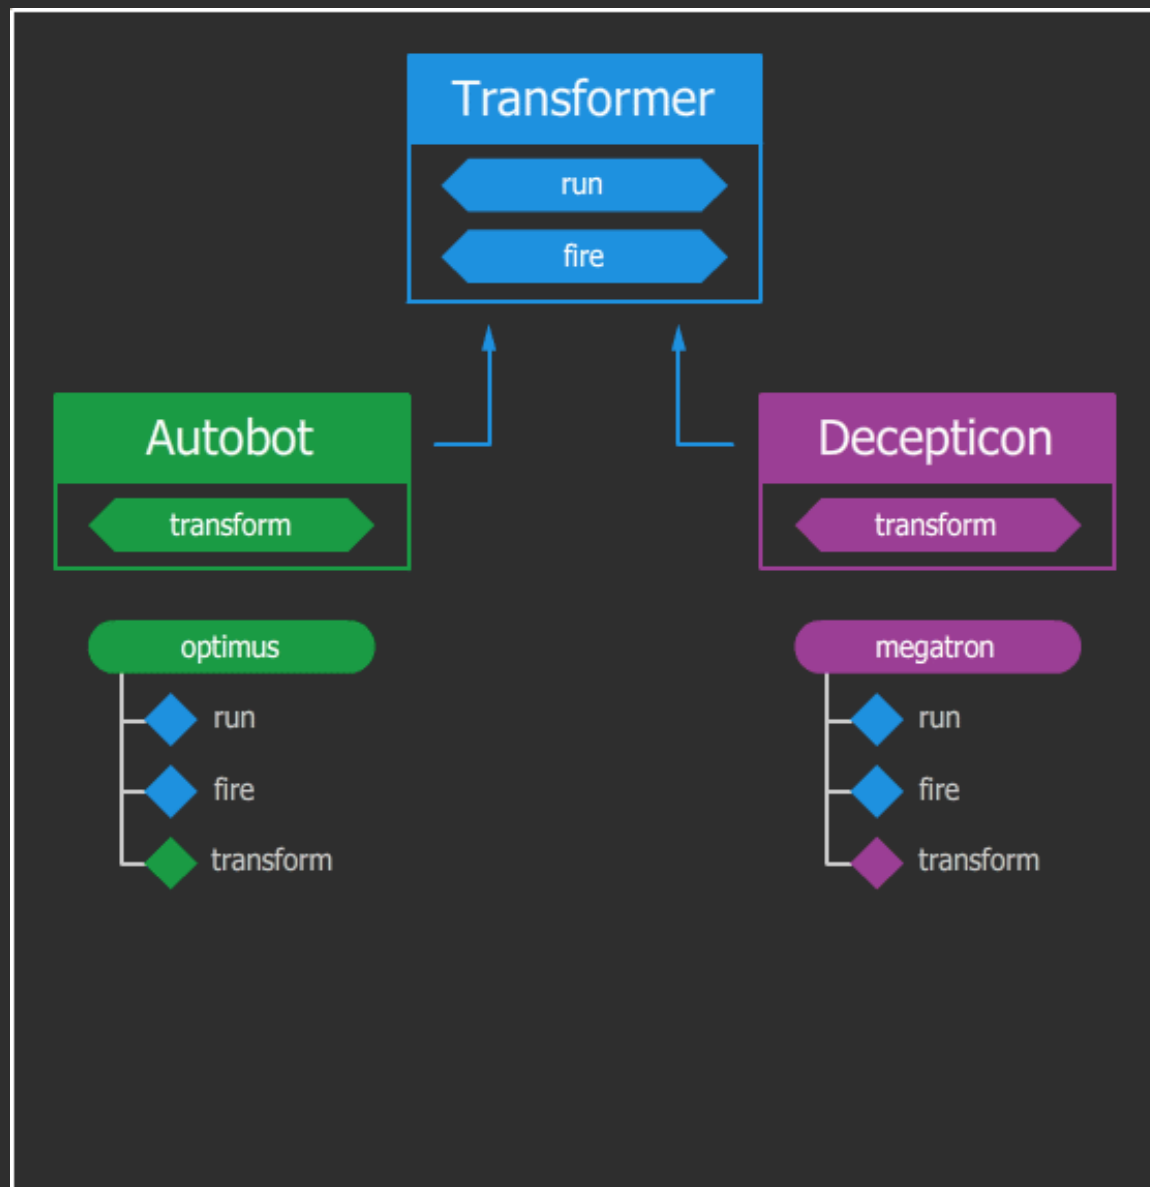 Transformer
run
fire
Autobot
transform
optimus
run
fire
transform
Decepticon
transform
megatron
run
fire
transform